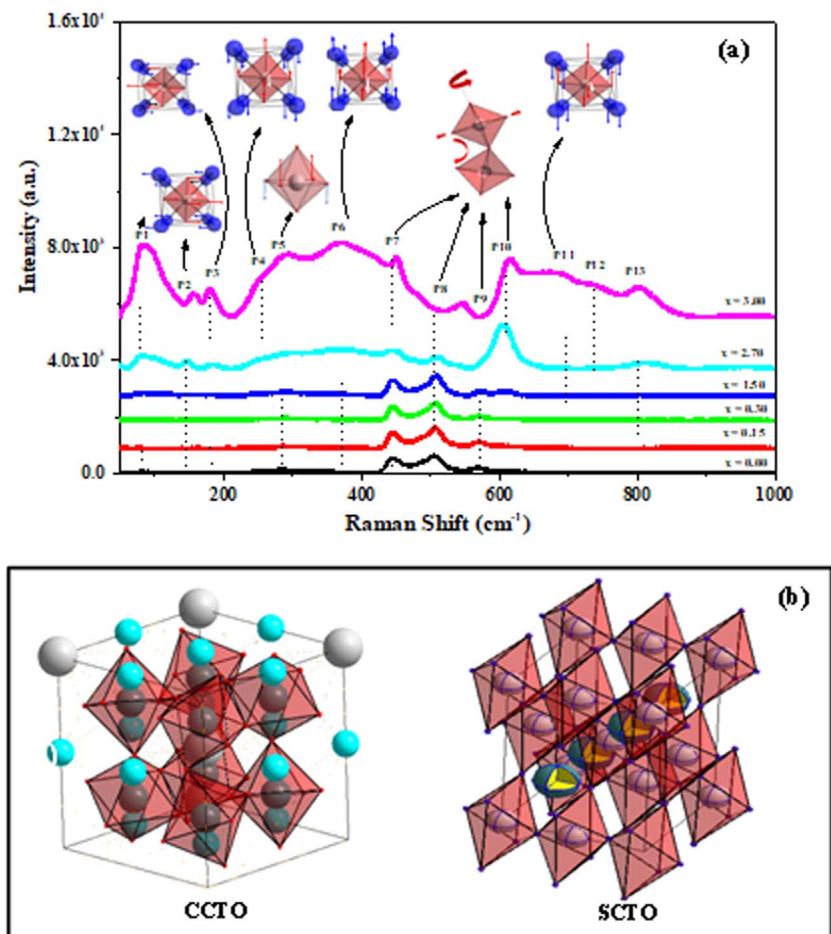 1.6x10⁴
(a)
1.2x10⁴
Intensity (a.u.)
8.0x10³
P1
P2
P3
P4
P5
P6
P7
P8
P9
P10
P11
P12
P13
x = 3.00
4.0x10³
x = 2.70
x = 1.50
x = 0.30
x = 0.15
0.0
x = 0.00
200 400 600 800 1000
Raman Shift (cm⁻¹)
(b)
CCTO
SCTO